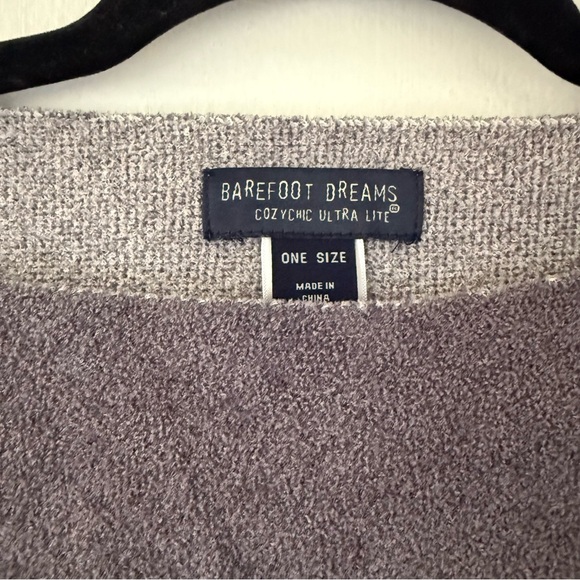 BAREFOOT DREAMS
COZYCHIC ULTRA LITE
ONE SIZE
MADE IN
CHINA